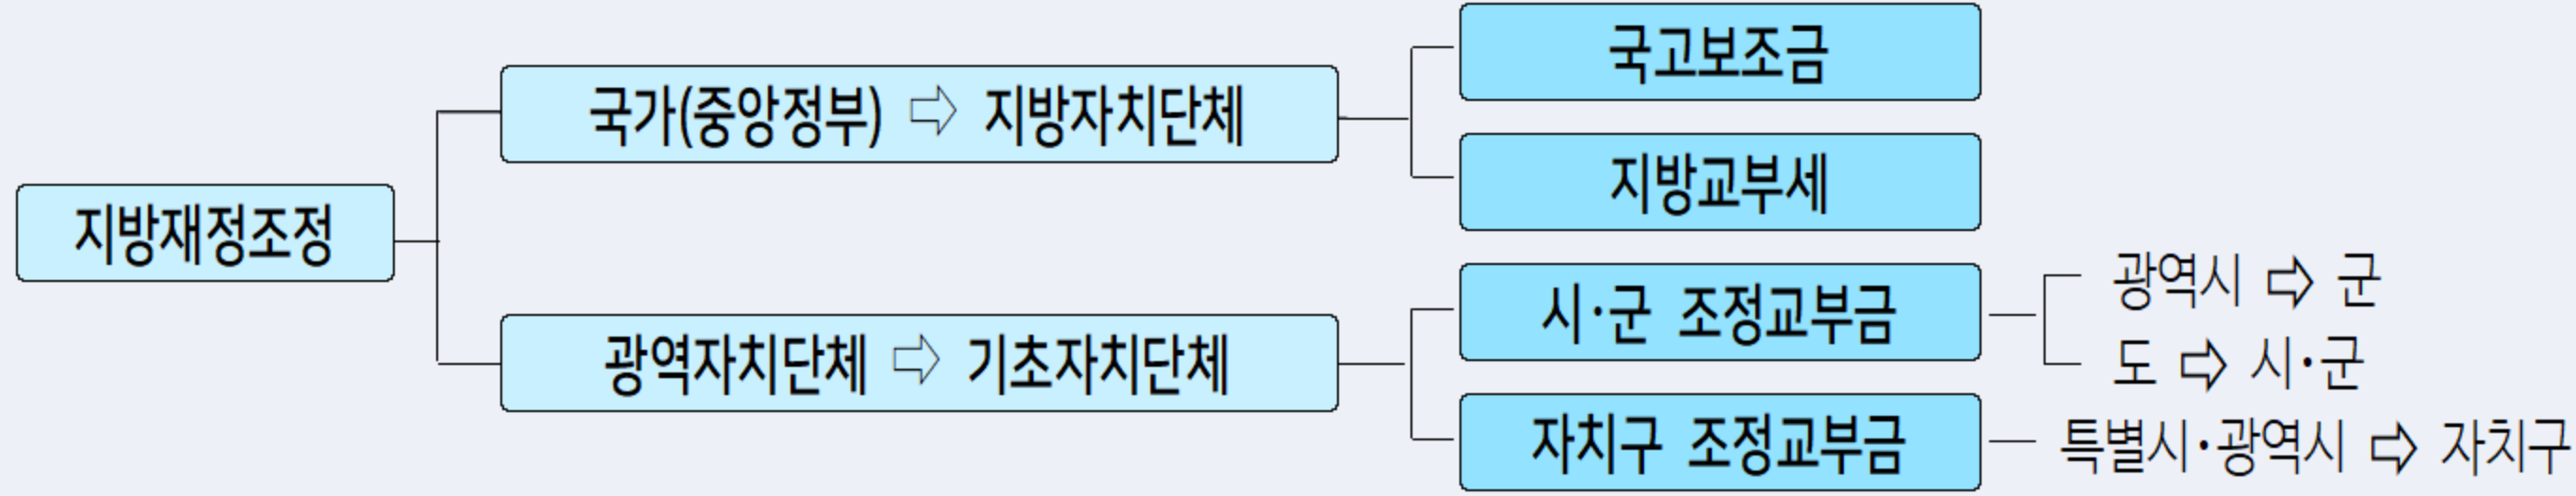 지방재정조정
국가(중앙정부) ⇨ 지방자치단체
국고보조금
지방교부세
광역자치단체 ⇨ 기초자치단체
시·군 조정교부금
광역시 ⇨ 군
도 ⇨ 시·군
자치구 조정교부금
특별시·광역시 ⇨ 자치구